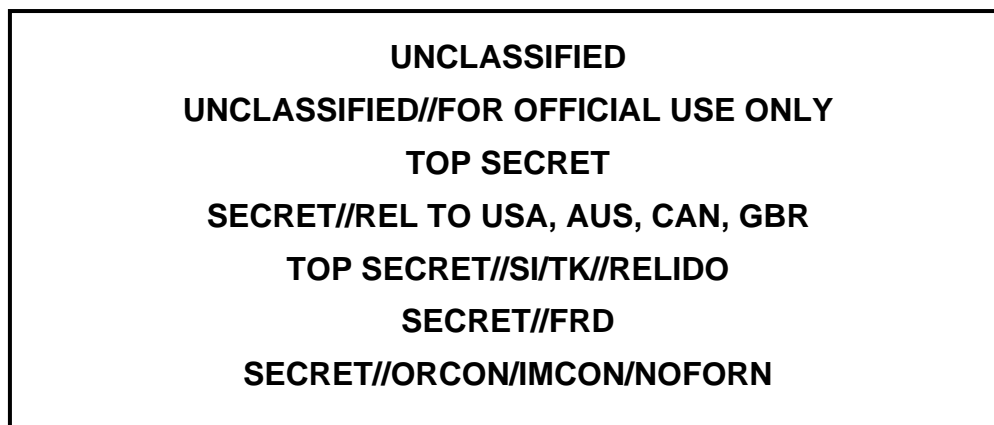 UNCLASSIFIED
UNCLASSIFIED//FOR OFFICIAL USE ONLY
TOP SECRET
SECRET//REL TO USA, AUS, CAN, GBR
TOP SECRET//SI/TK//RELIDO
SECRET//FRD
SECRET//ORCON/IMCON/NOFORN